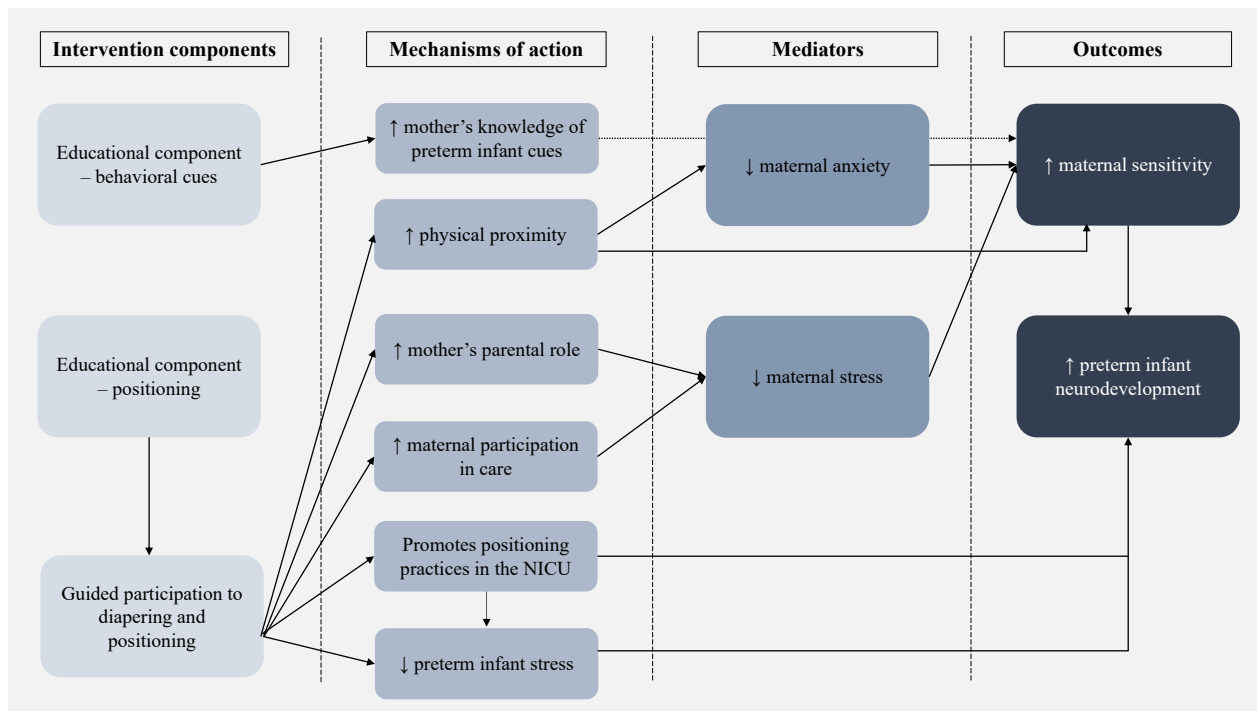 Intervention components
Mechanisms of action
Mediators
Outcomes
Educational component
– behavioral cues
↑ mother’s knowledge of
preterm infant cues
↓ maternal anxiety
↑ maternal sensitivity
↑ physical proximity
Educational component
– positioning
↑ mother’s parental role
↓ maternal stress
↑ preterm infant
neurodevelopment
↑ maternal participation
in care
Guided participation to
diapering and
positioning
Promotes positioning
practices in the NICU
↓ preterm infant stress